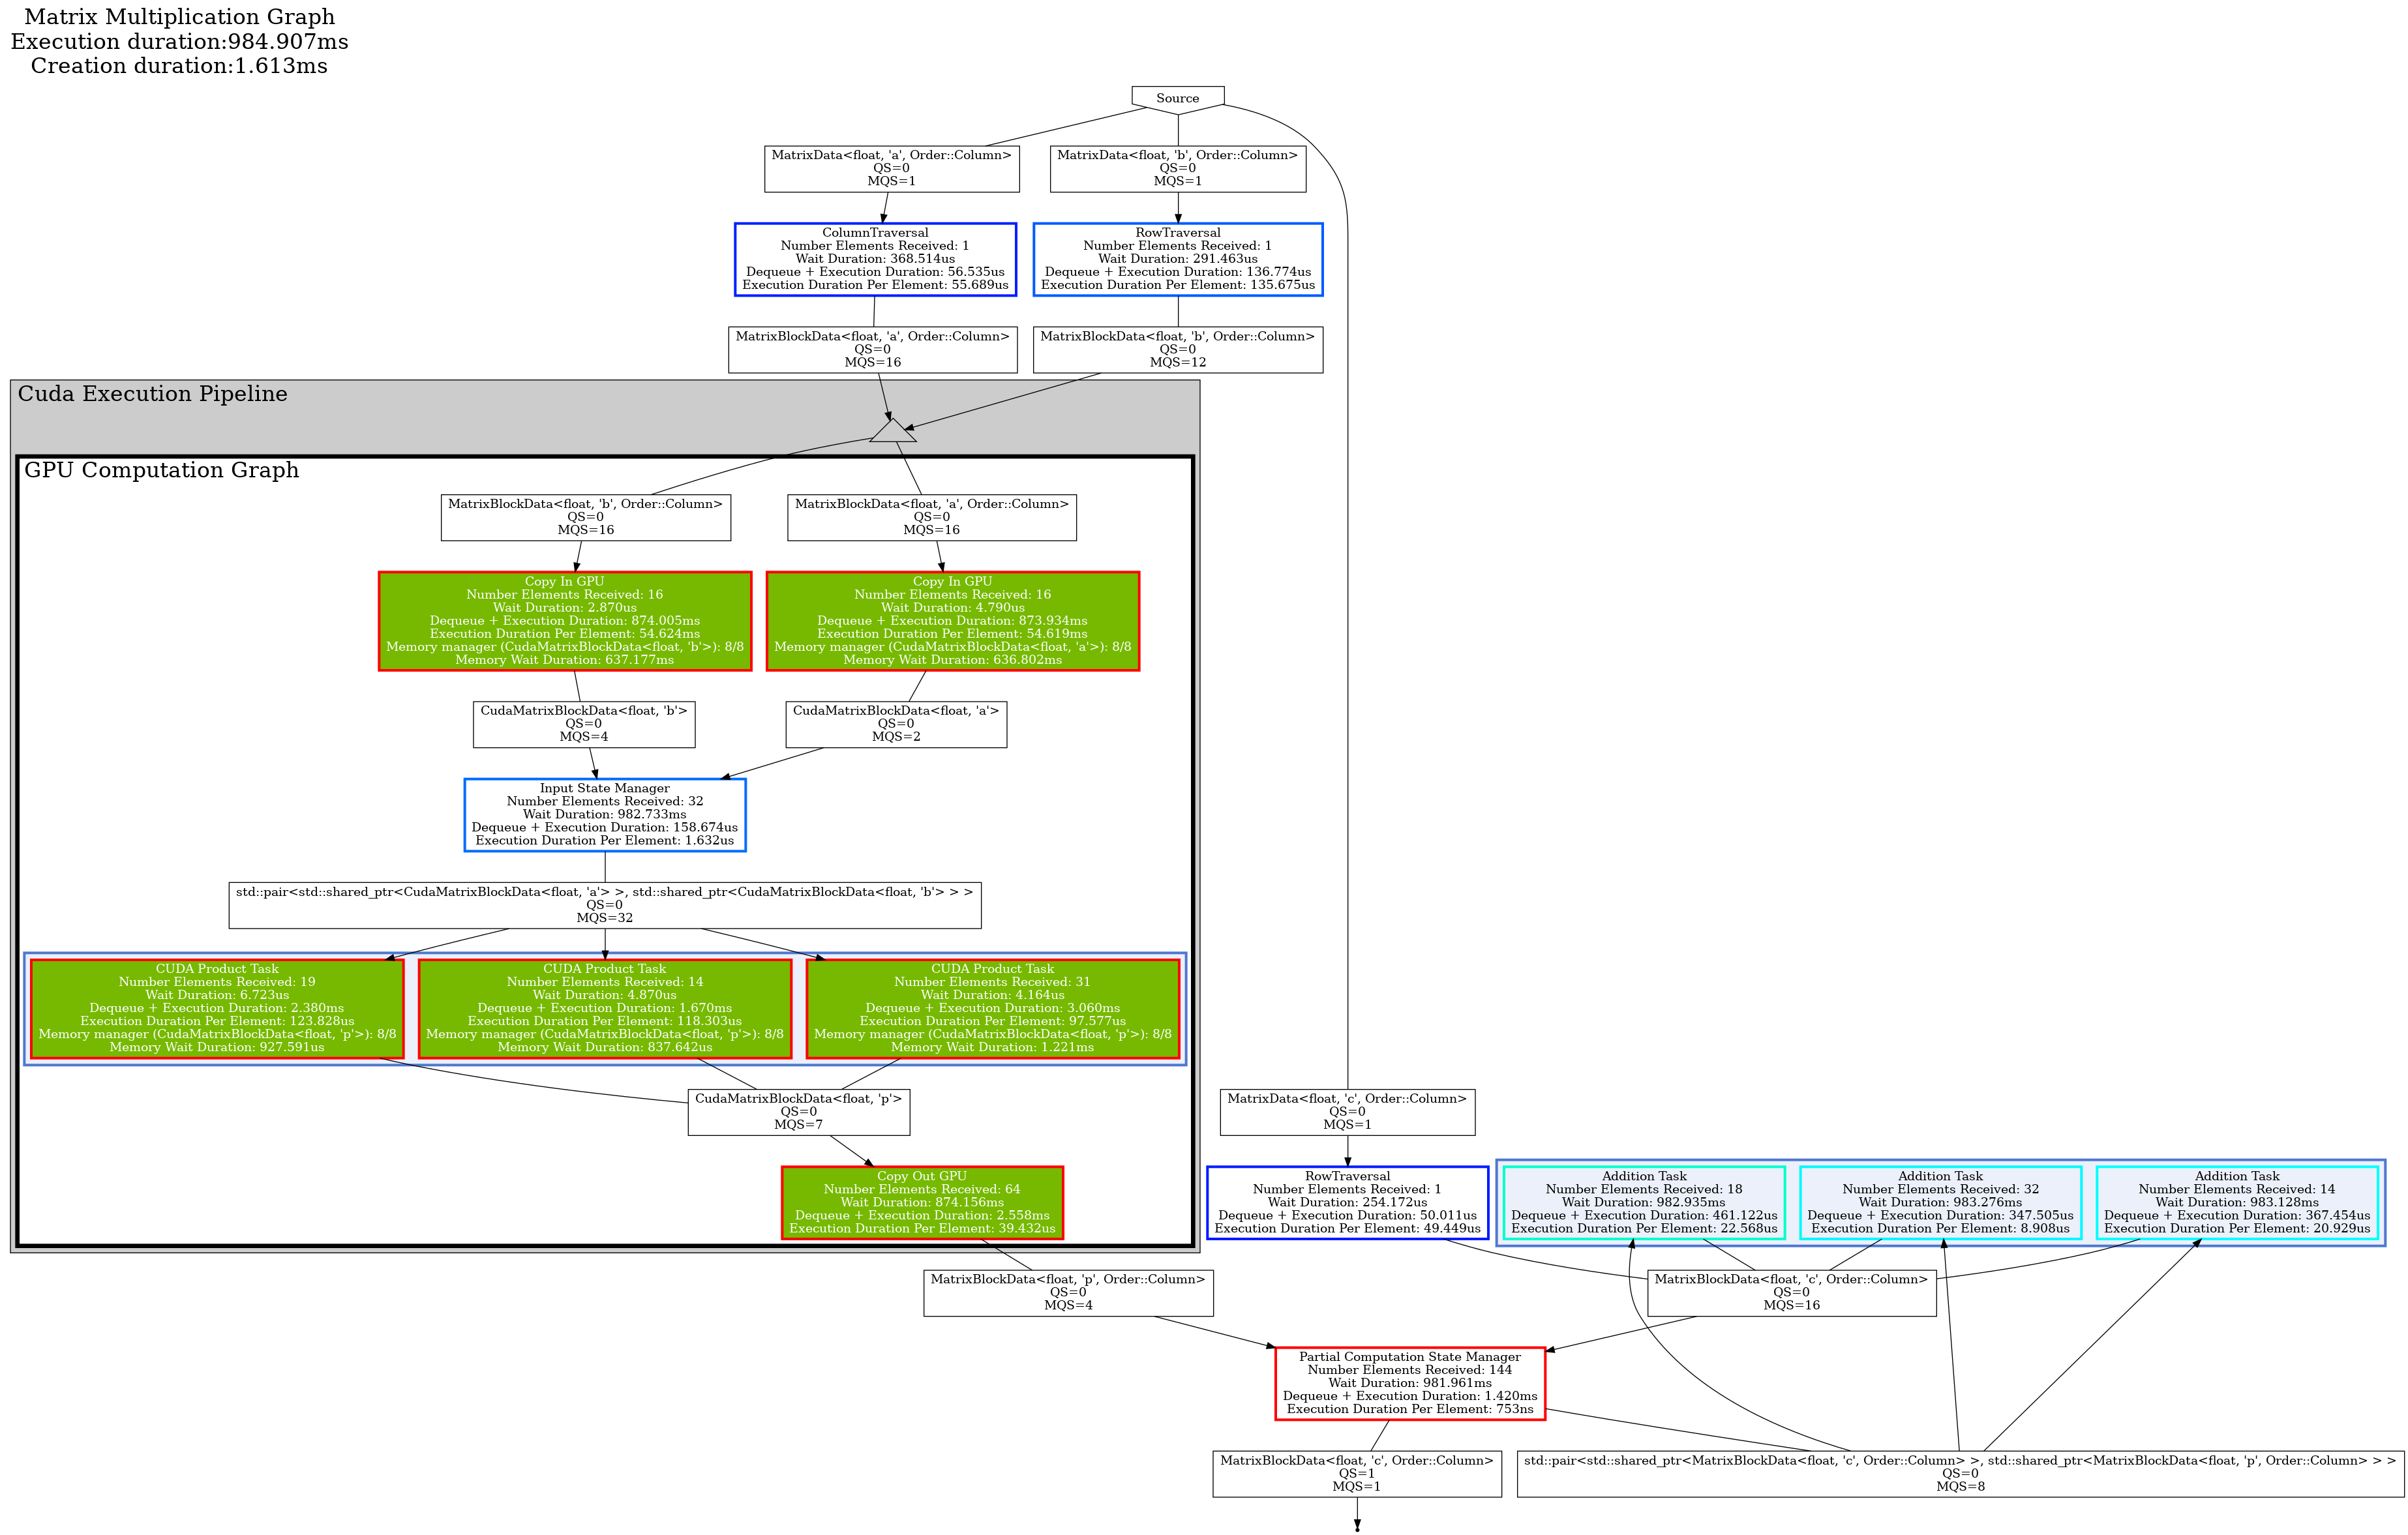 Matrix Multiplication Graph
Execution duration:984.907ms
Creation duration:1.613ms
Source
MatrixData<float, 'a', Order::Column>
QS=0
MQS=1
MatrixData<float, 'b', Order::Column>
QS=0
MQS=1
ColumnTraversal
Number Elements Received: 1
Wait Duration: 368.514us
Dequeue + Execution Duration: 56.535us
Execution Duration Per Element: 55.689us
RowTraversal
Number Elements Received: 1
Wait Duration: 291.463us
Dequeue + Execution Duration: 136.774us
Execution Duration Per Element: 135.675us
MatrixBlockData<float, 'a', Order::Column>
QS=0
MQS=16
MatrixBlockData<float, 'b', Order::Column>
QS=0
MQS=12
Cuda Execution Pipeline
GPU Computation Graph
MatrixBlockData<float, 'b', Order::Column>
QS=0
MQS=16
MatrixBlockData<float, 'a', Order::Column>
QS=0
MQS=16
Copy In GPU
Number Elements Received: 16
Wait Duration: 2.870us
Dequeue + Execution Duration: 874.005ms
Execution Duration Per Element: 54.624ms
Memory manager (CudaMatrixBlockData<float, 'b'>): 8/8
Memory Wait Duration: 637.177ms
Copy In GPU
Number Elements Received: 16
Wait Duration: 4.790us
Dequeue + Execution Duration: 873.934ms
Execution Duration Per Element: 54.619ms
Memory manager (CudaMatrixBlockData<float, 'a'>): 8/8
Memory Wait Duration: 636.802ms
CudaMatrixBlockData<float, 'b'>
QS=0
MQS=4
CudaMatrixBlockData<float, 'a'>
QS=0
MQS=2
Input State Manager
Number Elements Received: 32
Wait Duration: 982.733ms
Dequeue + Execution Duration: 158.674us
Execution Duration Per Element: 1.632us
std::pair<std::shared_ptr<CudaMatrixBlockData<float, 'a'> >, std::shared_ptr<CudaMatrixBlockData<float, 'b'> > >
QS=0
MQS=32
CUDA Product Task
Number Elements Received: 19
Wait Duration: 6.723us
Dequeue + Execution Duration: 2.380ms
Execution Duration Per Element: 123.828us
Memory manager (CudaMatrixBlockData<float, 'p'>): 8/8
Memory Wait Duration: 927.591us
CUDA Product Task
Number Elements Received: 14
Wait Duration: 4.870us
Dequeue + Execution Duration: 1.670ms
Execution Duration Per Element: 118.303us
Memory manager (CudaMatrixBlockData<float, 'p'>): 8/8
Memory Wait Duration: 837.642us
CUDA Product Task
Number Elements Received: 31
Wait Duration: 4.164us
Dequeue + Execution Duration: 3.060ms
Execution Duration Per Element: 97.577us
Memory manager (CudaMatrixBlockData<float, 'p'>): 8/8
Memory Wait Duration: 1.221ms
CudaMatrixBlockData<float, 'p'>
QS=0
MQS=7
MatrixData<float, 'c', Order::Column>
QS=0
MQS=1
Copy Out GPU
Number Elements Received: 64
Wait Duration: 874.156ms
Dequeue + Execution Duration: 2.558ms
Execution Duration Per Element: 39.432us
RowTraversal
Number Elements Received: 1
Wait Duration: 254.172us
Dequeue + Execution Duration: 50.011us
Execution Duration Per Element: 49.449us
Addition Task
Number Elements Received: 18
Wait Duration: 982.935ms
Dequeue + Execution Duration: 461.122us
Execution Duration Per Element: 22.568us
Addition Task
Number Elements Received: 32
Wait Duration: 983.276ms
Dequeue + Execution Duration: 347.505us
Execution Duration Per Element: 8.908us
Addition Task
Number Elements Received: 14
Wait Duration: 983.128ms
Dequeue + Execution Duration: 367.454us
Execution Duration Per Element: 20.929us
MatrixBlockData<float, 'p', Order::Column>
QS=0
MQS=4
MatrixBlockData<float, 'c', Order::Column>
QS=0
MQS=16
Partial Computation State Manager
Number Elements Received: 144
Wait Duration: 981.961ms
Dequeue + Execution Duration: 1.420ms
Execution Duration Per Element: 753ns
MatrixBlockData<float, 'c', Order::Column>
QS=1
MQS=1
std::pair<std::shared_ptr<MatrixBlockData<float, 'c', Order::Column> >, std::shared_ptr<MatrixBlockData<float, 'p', Order::Column> > >
QS=0
MQS=8